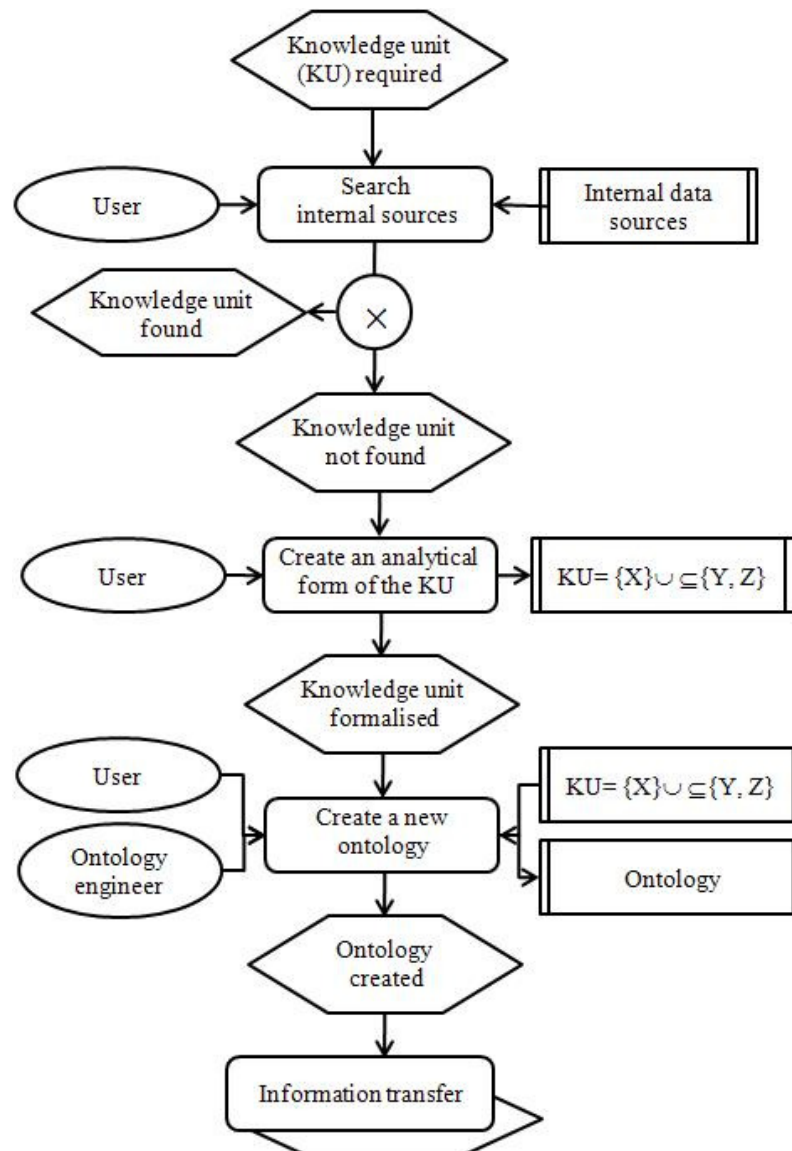 Knowledge unit
(KU) required
User
Search
internal sources
Internal data
sources
Knowledge unit
found
×
Knowledge unit
not found
User
Create an analytical
form of the KU
KU= {X}∪ ⊆{Y, Z}
Knowledge unit
formalised
User
Ontology
engineer
Create a new
ontology
KU= {X}∪ ⊆{Y, Z}
Ontology
Ontology
created
Information transfer